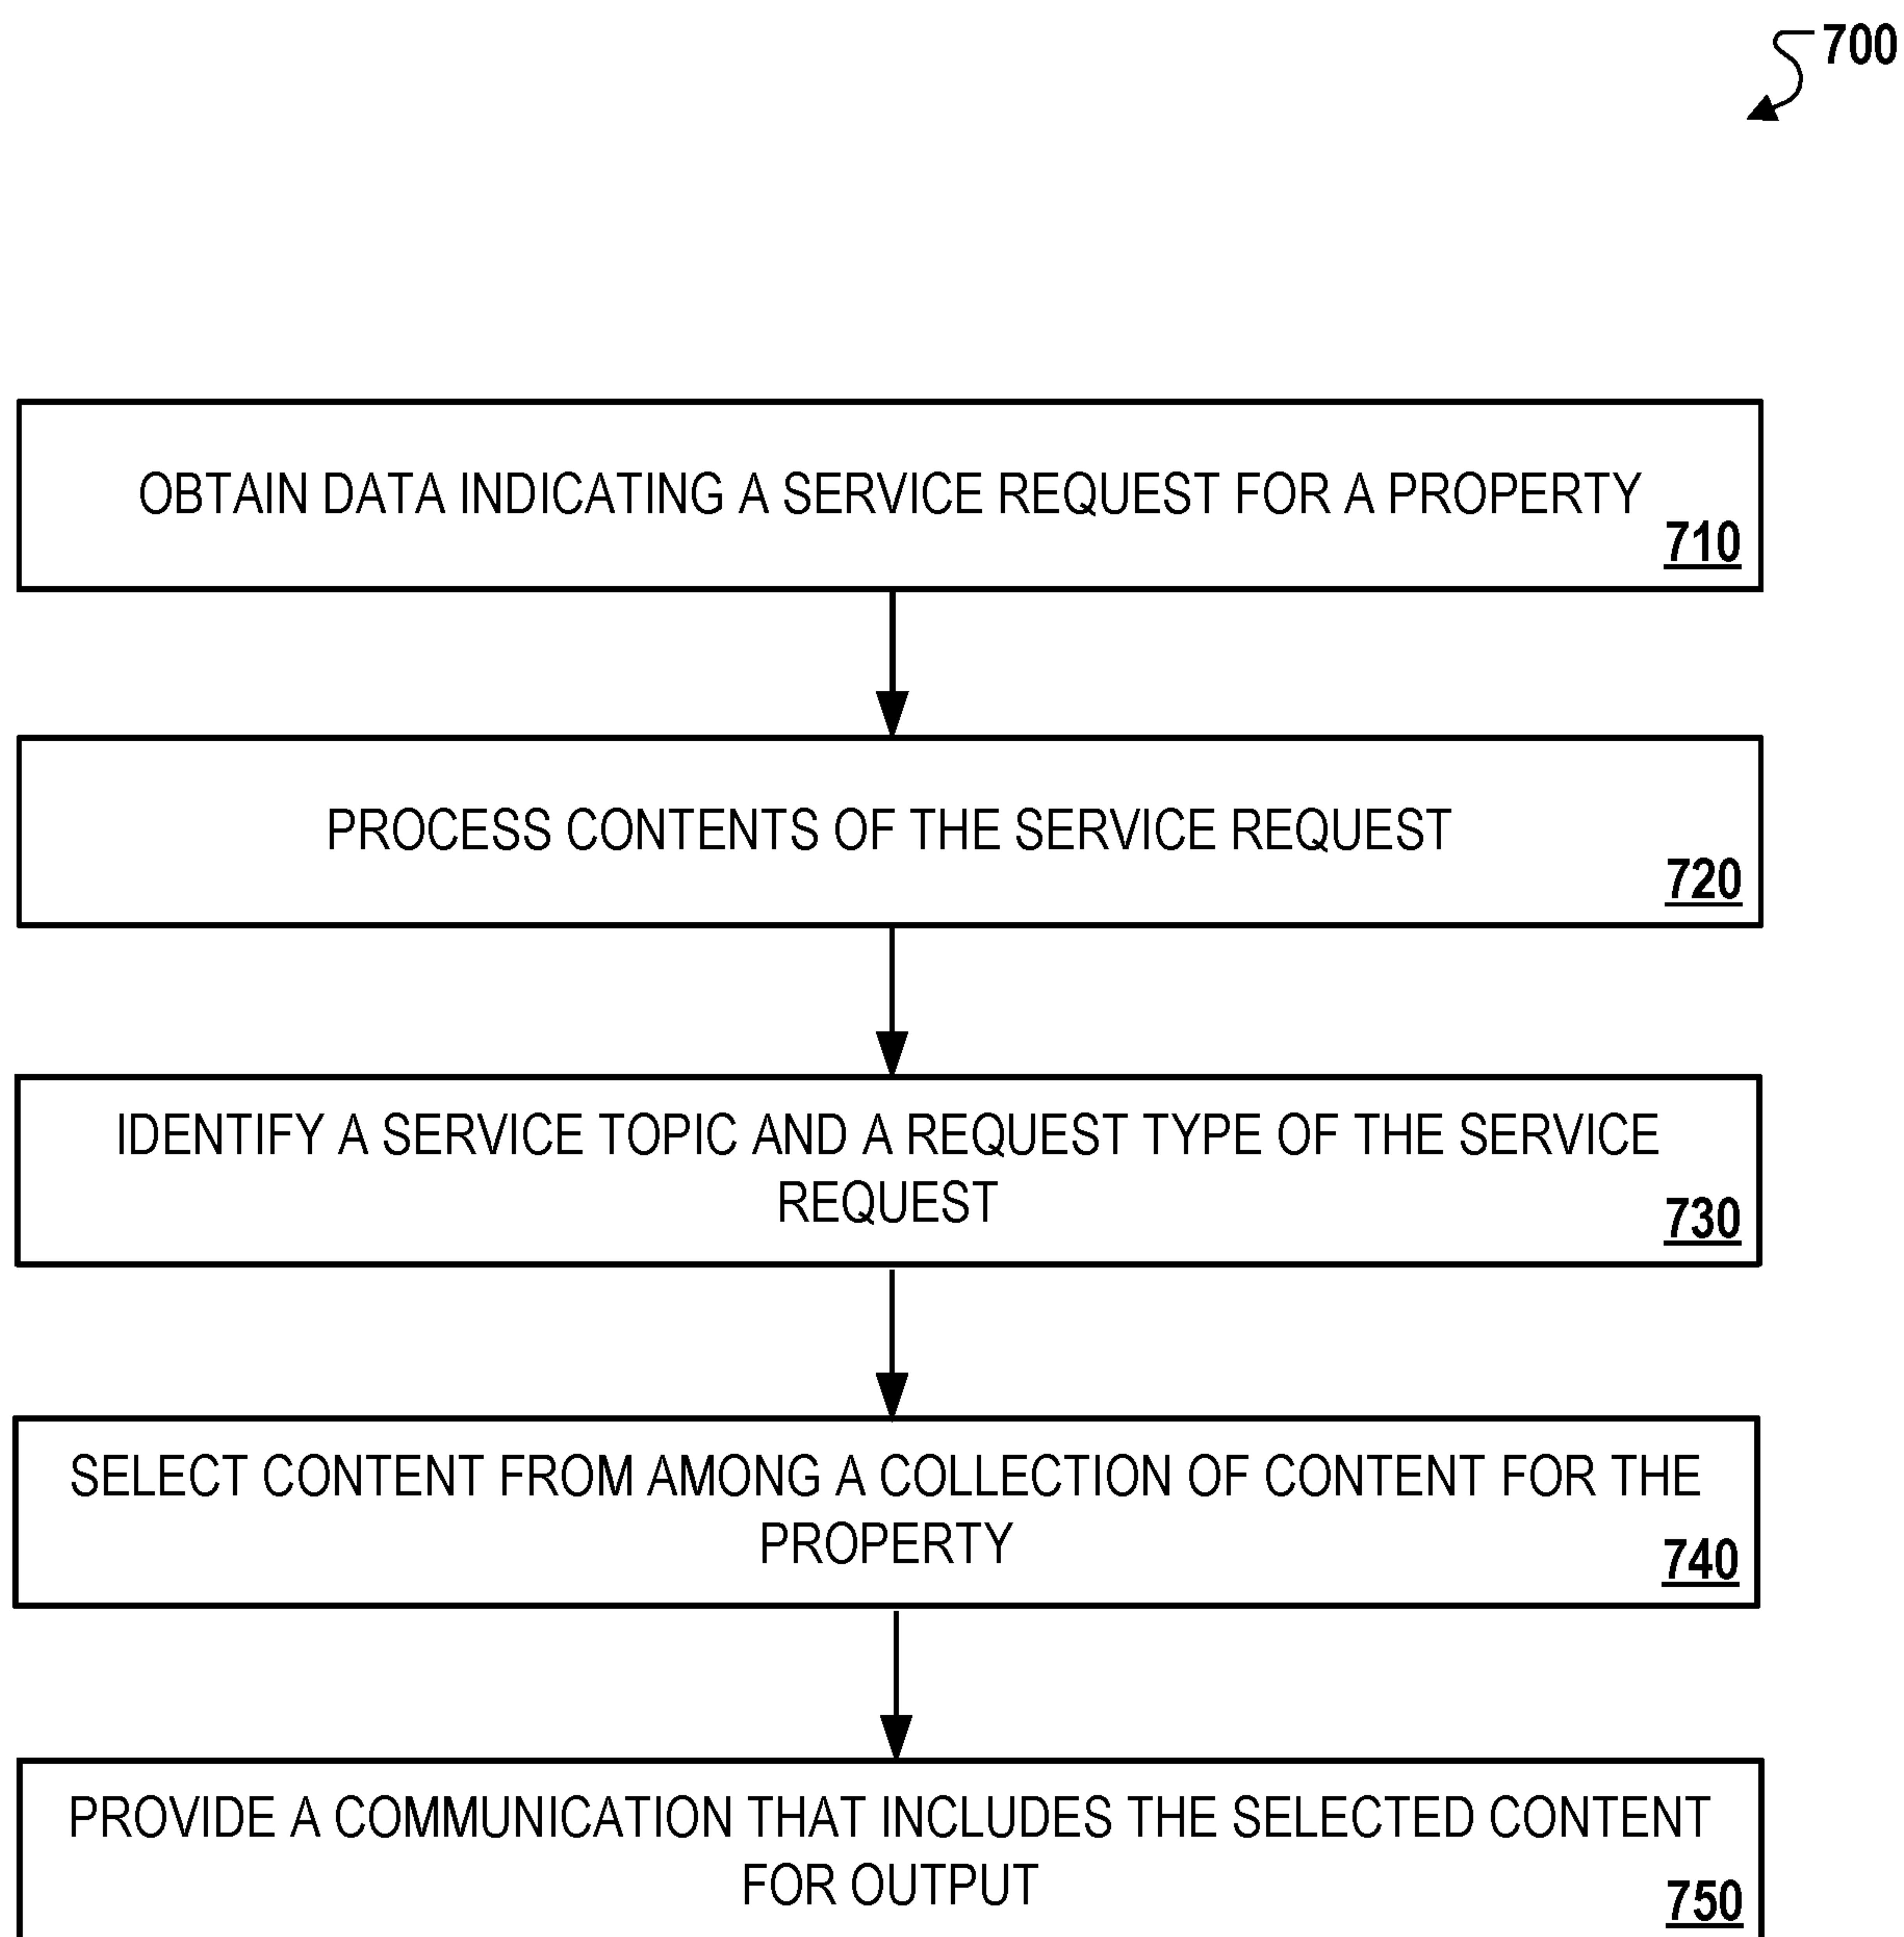 700
OBTAIN DATA INDICATING A SERVICE REQUEST FOR A PROPERTY
710
PROCESS CONTENTS OF THE SERVICE REQUEST
720
IDENTIFY A SERVICE TOPIC AND A REQUEST TYPE OF THE SERVICE
REQUEST
730
SELECT CONTENT FROM AMONG A COLLECTION OF CONTENT FOR THE
PROPERTY
740
PROVIDE A COMMUNICATION THAT INCLUDES THE SELECTED CONTENT
FOR OUTPUT
750